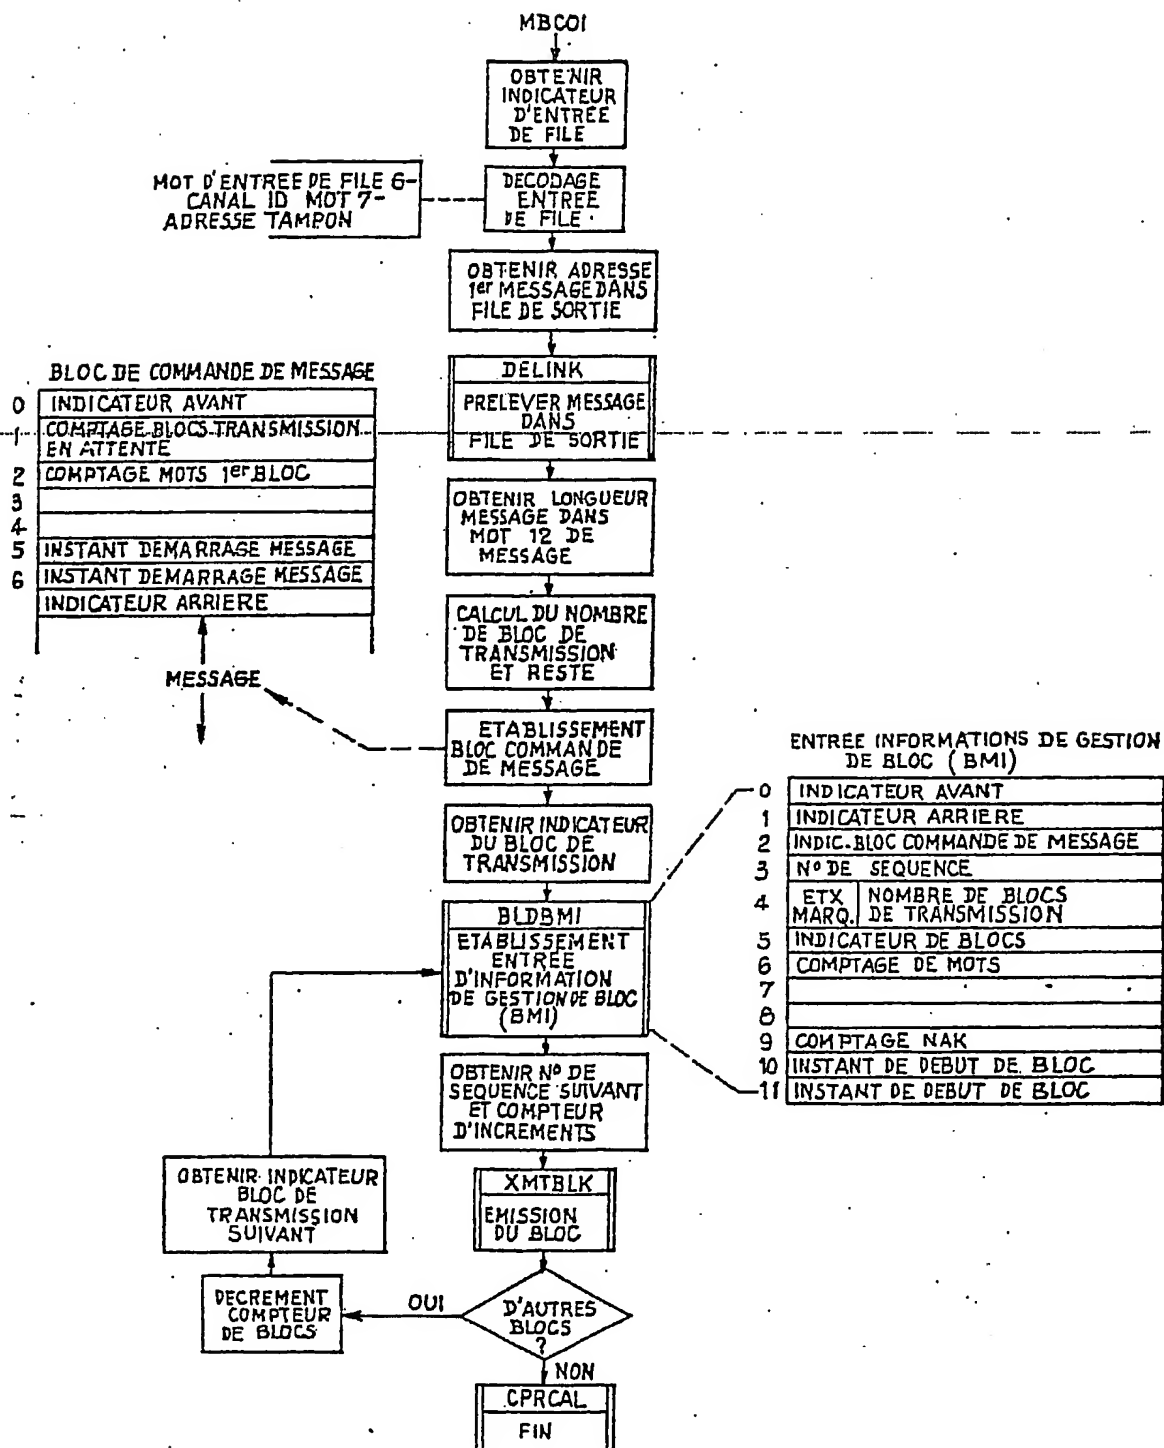 MBCO1
OBTENIR
INDICATEUR
D'ENTREE
DE FILE
MOT D'ENTREE DE FILE 6-
CANAL ID MOT 7-
ADRESSE TAMPON
DECODAGE
ENTREE
DE FILE
OBTENIR ADRESSE
1er MESSAGE DANS
FILE DE SORTIE
DELINK
PRELEVER MESSAGE
DANS
FILE DE SORTIE
BLOC DE COMMANDE DE MESSAGE
0 INDICATEUR AVANT
1 COMPTAGE BLOCS TRANSMISSION
EN ATTENTE
2 COMPTAGE MOTS 1er BLOC
3
4
5 INSTANT DEMARRAGE MESSAGE
6 INSTANT DEMARRAGE MESSAGE
INDICATEUR ARRIERE
MESSAGE
OBTENIR LONGUEUR
MESSAGE DANS
MOT 12 DE
MESSAGE
CALCUL DU NOMBRE
DE BLOC DE
TRANSMISSION
ET RESTE
ETABLISSEMENT
BLOC COMMANDE
DE MESSAGE
OBTENIR INDICATEUR
DU BLOC DE
TRANSMISSION
BLDBMI
ETABLISSEMENT
ENTREE
D'INFORMATION
DE GESTION DE BLOC
(BMI)
ENTREE INFORMATIONS DE GESTION
DE BLOC (BMI)
0 INDICATEUR AVANT
1 INDICATEUR ARRIERE
2 INDIC. BLOC COMMANDE DE MESSAGE
3 N° DE SEQUENCE
4 ETX MARQ. NOMBRE DE BLOCS
DE TRANSMISSION
5 INDICATEUR DE BLOCS
6 COMPTAGE DE MOTS
7
8
9 COMPTAGE NAK
10 INSTANT DE DEBUT DE BLOC
11 INSTANT DE DEBUT DE BLOC
OBTENIR N° DE
SEQUENCE SUIVANT
ET COMPTEUR
D'INCREMENTS
XMTBLK
EMISSION
DU BLOC
OBTENIR INDICATEUR
BLOC DE
TRANSMISSION
SUIVANT
DECREMENT
COMPTEUR
DE BLOCS
OUI
D'AUTRES
BLOCS
?
NON
CPRCAL
FIN